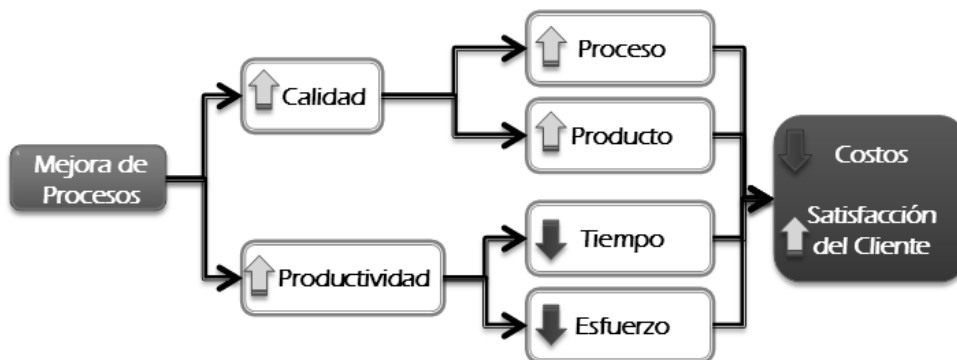 Mejora de
Procesos
Calidad
Productividad
Proceso
Producto
Tiempo
Esfuerzo
Costos
Satisfacción
del Cliente